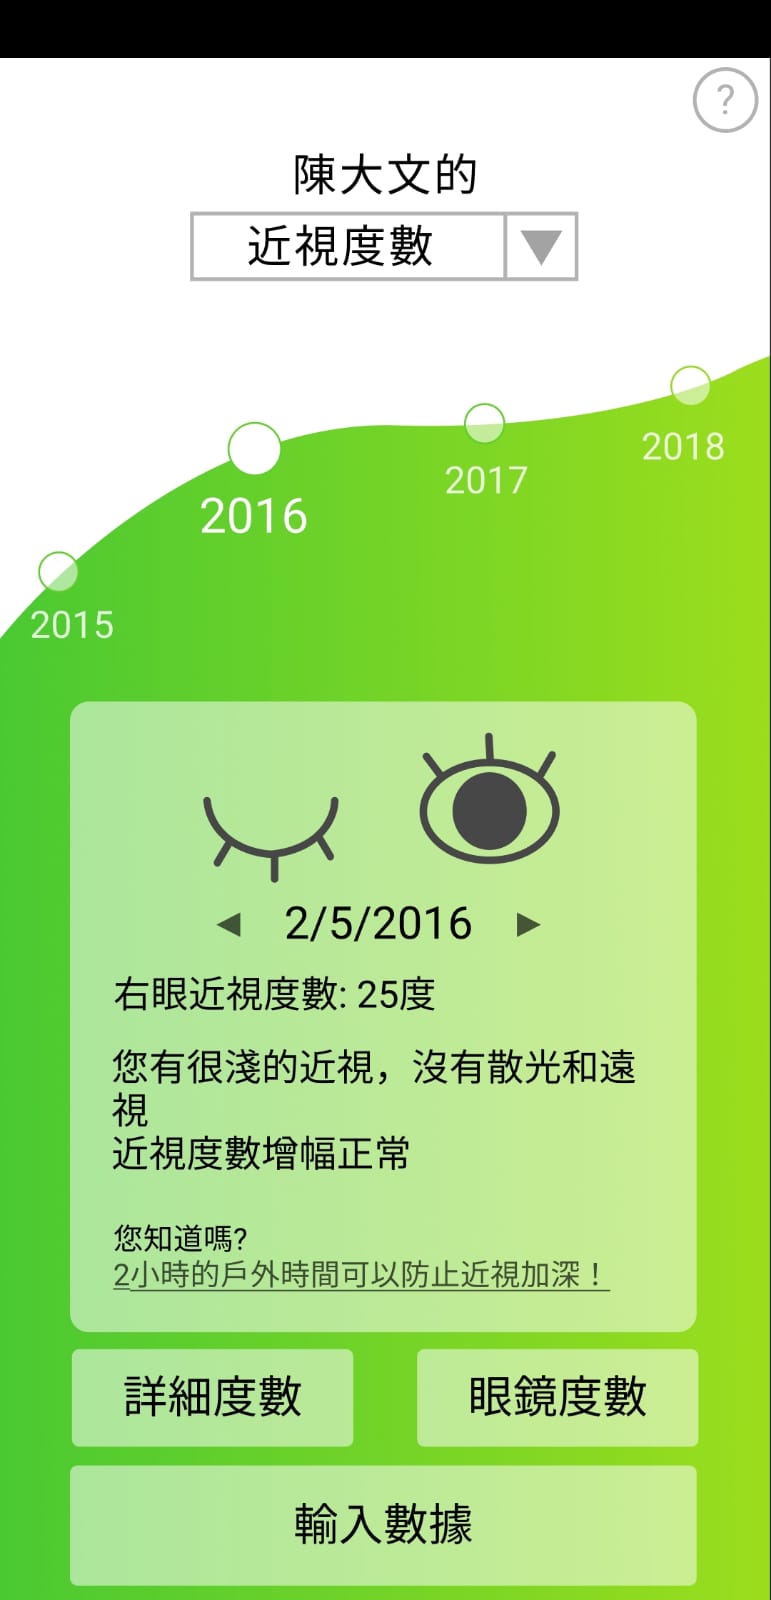 ?
陳大文的
近視度數
2018
2017
2016
2015
2/5/2016
右眼近視度數: 25度
您有很淺的近視，沒有散光和遠
視
近視度數增幅正常
您知道嗎?
2小時的戶外時間可以防止近視加深！
詳細度數
眼鏡度數
輸入數據